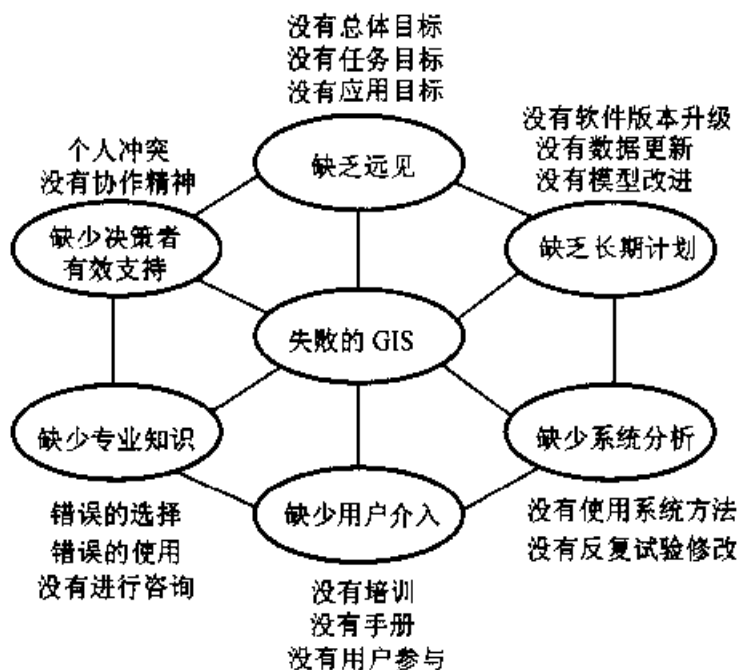 没有总体目标
没有任务目标
没有应用目标
缺乏远见
没有软件版本升级
没有数据更新
没有模型改进
缺乏长期计划
个人冲突
没有协作精神
缺少决策者
有效支持
失败的 GIS
缺少专业知识
错误的选择
错误的使用
没有进行咨询
缺少用户介入
没有培训
没有手册
没有用户参与
缺少系统分析
没有使用系统方法
没有反复试验修改